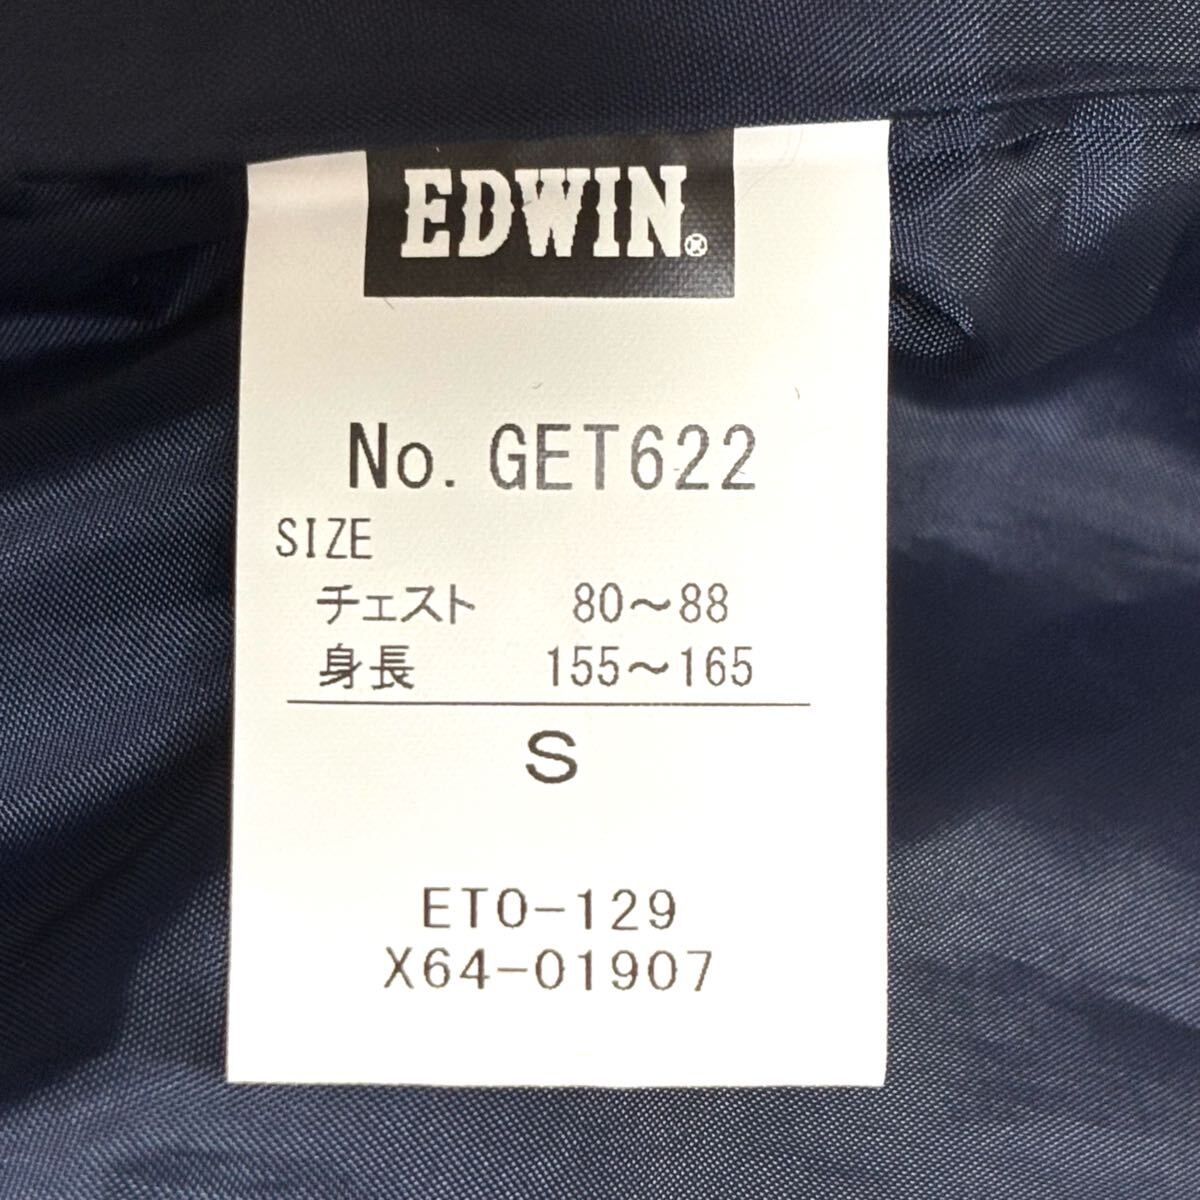 EDWIN®
No. GET622
SIZE
チェスト 80～88
身長 155～165
S
ETO-129
X64-01907